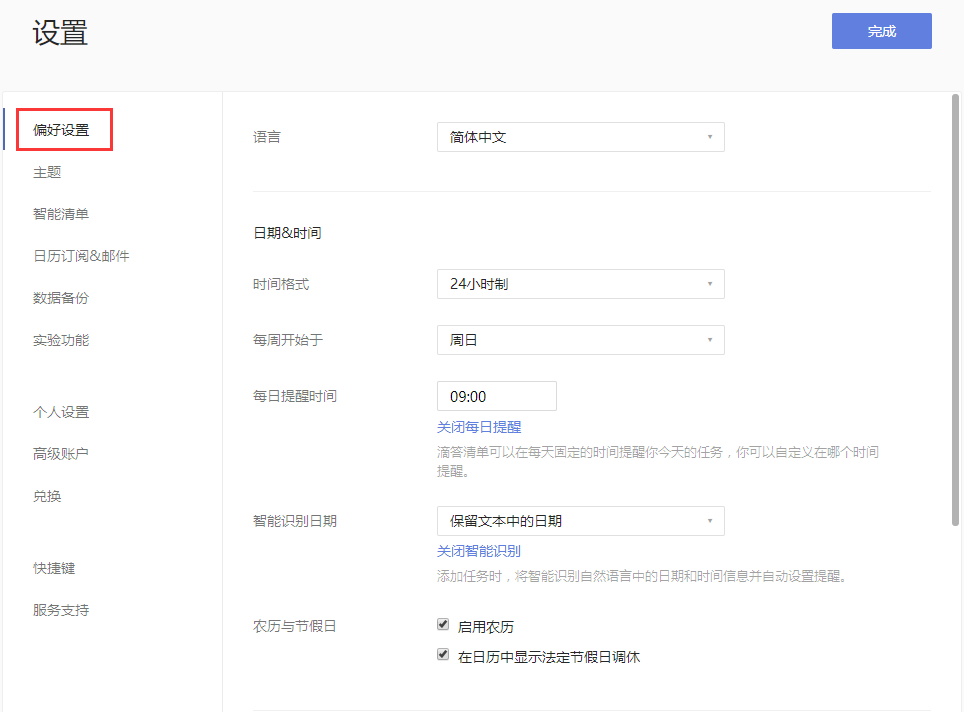 设置
完成
偏好设置
主题
智能清单
日历订阅&邮件
数据备份
实验功能
个人设置
高级账户
兑换
快捷键
服务支持
语言
简体中文
日期&时间
时间格式
24小时制
每周开始于
周日
每日提醒时间
09:00
关闭每日提醒
滴答清单可以在每天固定的时间提醒你今天的任务，你可以自定义在哪个时间
提醒。
智能识别日期
保留文本中的日期
关闭智能识别
添加任务时，将智能识别自然语言中的日期和时间信息并自动设置提醒。
农历与节假日
启用农历
在日历中显示法定节假日调休